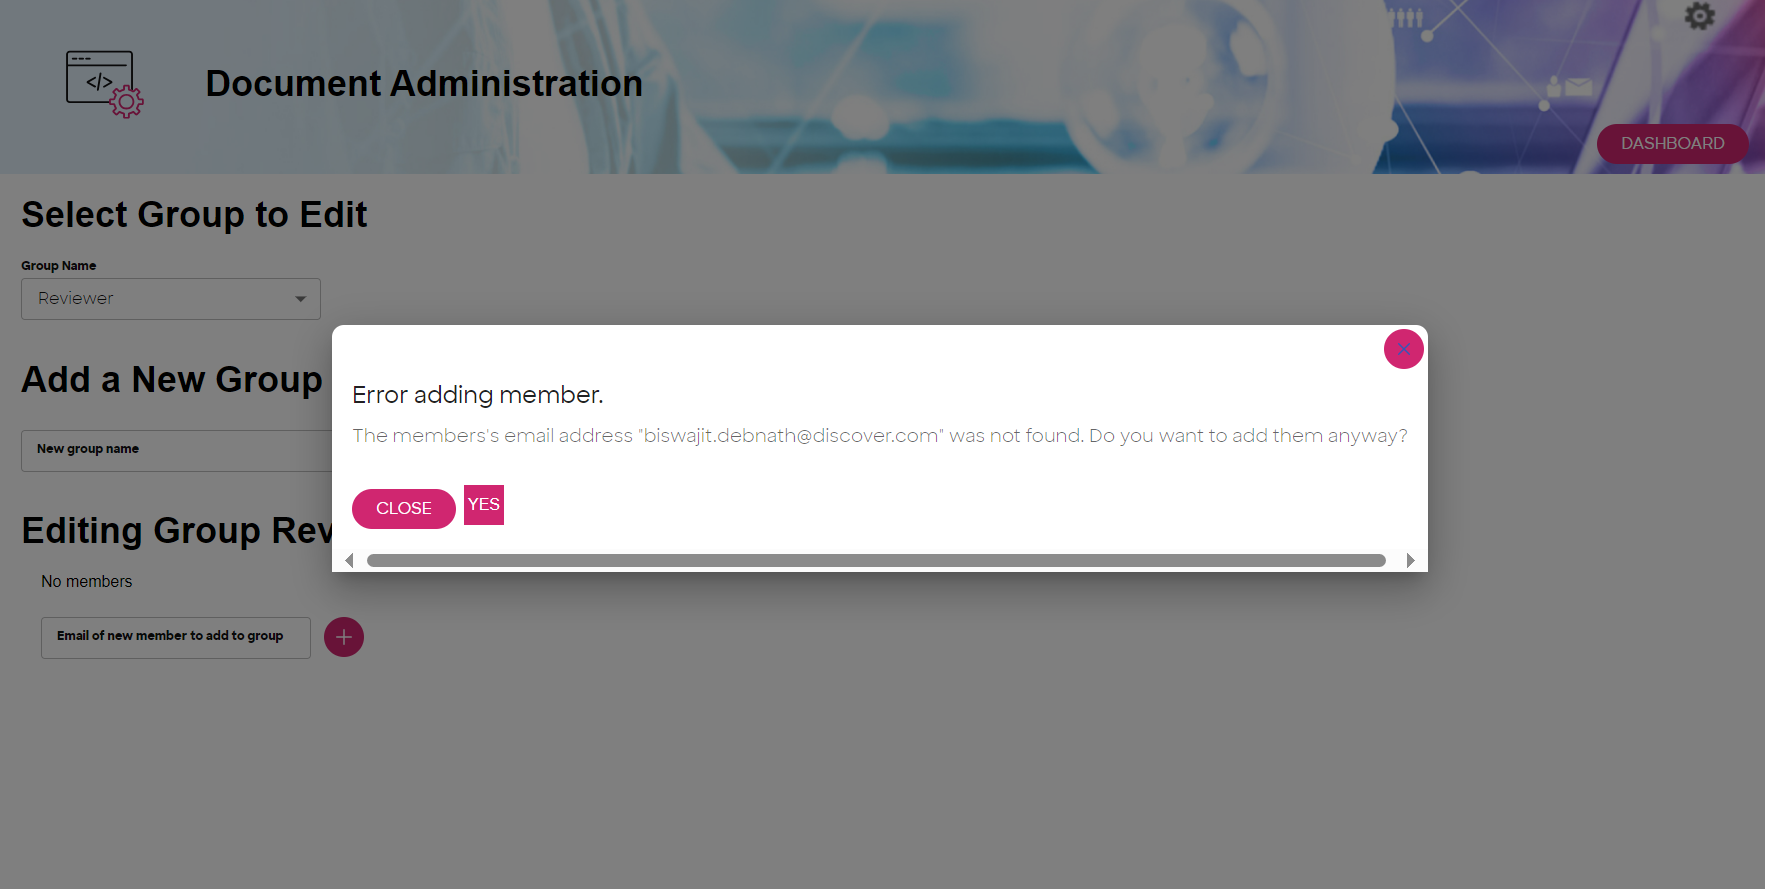 </>
Document Administration
DASHBOARD
Select Group to Edit
Group Name
Reviewer
Add a New Group
New group name
Error adding member.
The members's email address "biswajit.debnath@discover.com" was not found. Do you want to add them anyway?
CLOSE
YES
Editing Group Rev
No members
Email of new member to add to group